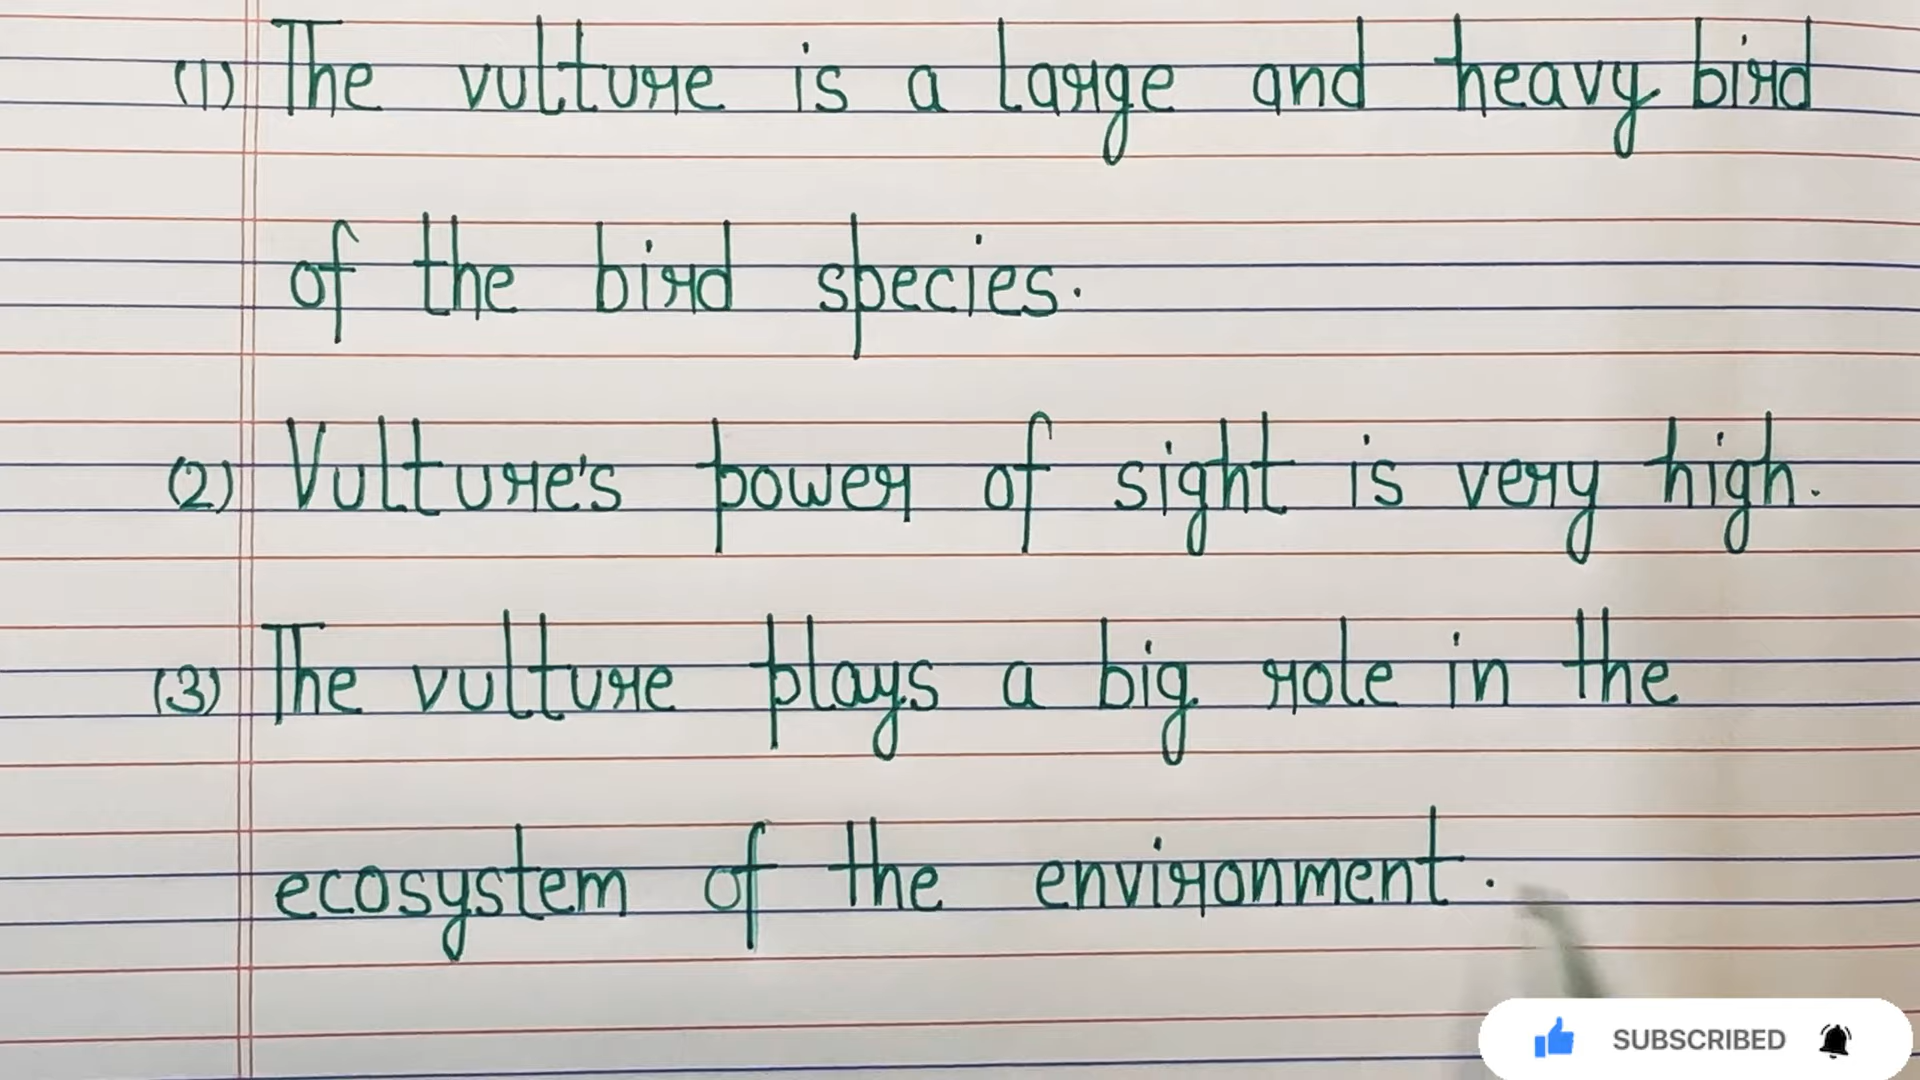 (1) The vulture is a large and heavy bird
of the bird species.
(2) Vulture's power of sight is very high.
(3) The vulture plays a big role in the
ecosystem of the environment.
SUBSCRIBED